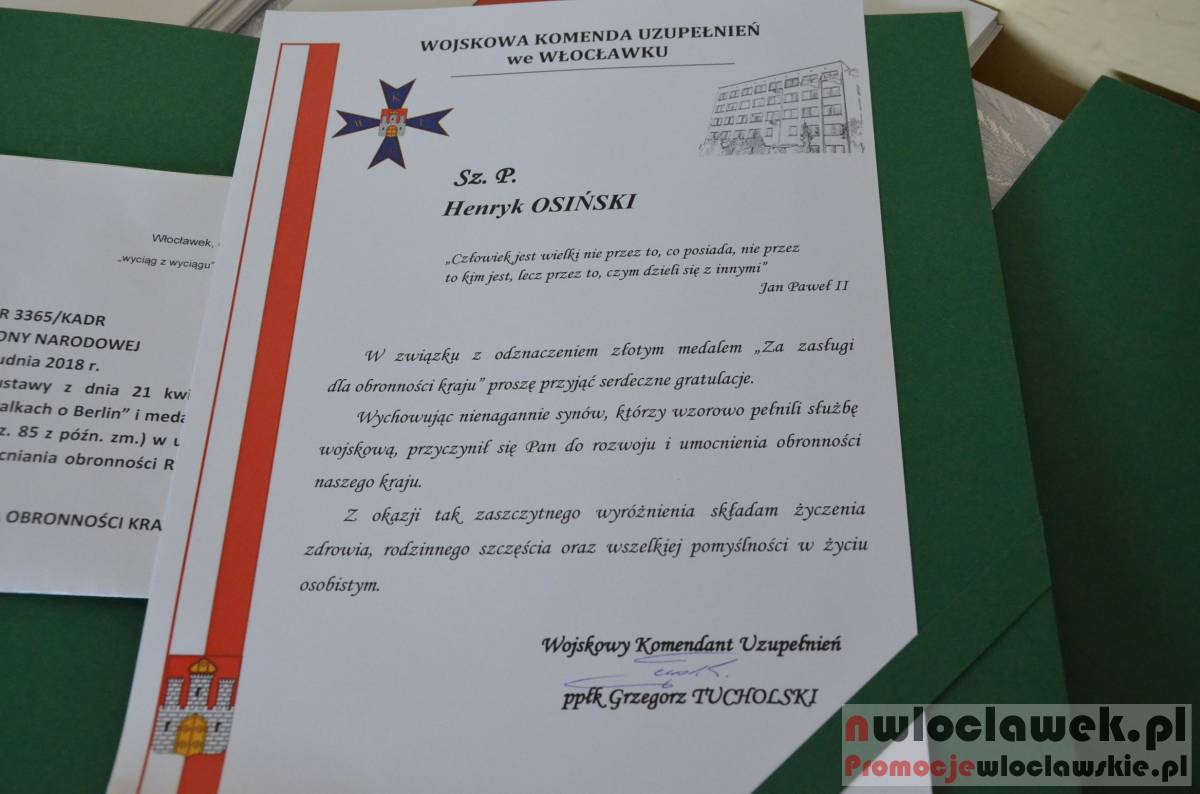 WOJSKOWA KOMENDA UZUPEŁNIEŃ
we WŁOCŁAWKU
K
W
Sz. P.
Henryk OSIŃSKI
„Człowiek jest wielki nie przez to, co posiada, nie przez
to kim jest, lecz przez to, czym dzieli się z innymi”
Jan Paweł II
W związku z odznaczeniem złotym medalem „Za zasługi
dla obronności kraju” proszę przyjąć serdeczne gratulacje.
Wychowując nienagannie synów, którzy wzorowo pełnili służbę
wojskową, przyczynił się Pan do rozwoju i umocnienia obronności
naszego kraju.
Z okazji tak zaszczytnego wyróżnienia składam życzenia
zdrowia, rodzinnego szczęścia oraz wszelkiej pomyślności w życiu
osobistym.
Wojskowy Komendant Uzupełnień
ppłk Grzegorz TUCHOLSKI
Włocławek,
„wyciąg z wyciągu”
R 3365/KADR
ONY NARODOWEJ
udnia 2018 r.
ustawy z dnia 21 kwi
alkach o Berlin” i meda
z. 85 z późn. zm.) w u
cniania obronności R
OBRONNOŚCI KRA
nwloclawek.pl
Promocjewloclawskie.pl